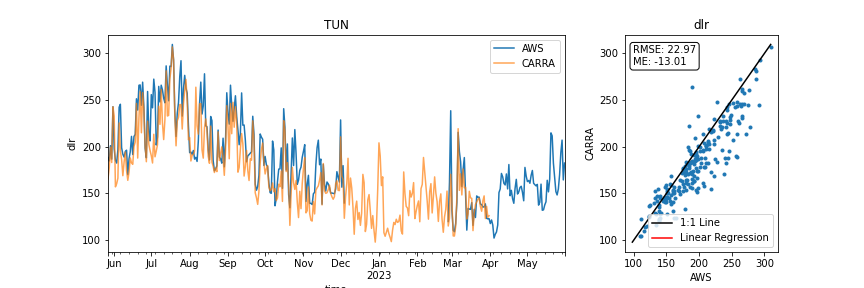 TUN
dlr
300
250
200
150
100
dlr
AWS
CARRA
Jun Jul Aug Sep Oct Nov Dec Jan Feb Mar Apr May
2023
time
dlr
RMSE: 22.97
ME: -13.01
300
250
200
150
100
CARRA
1:1 Line
Linear Regression
100 150 200 250 300
AWS